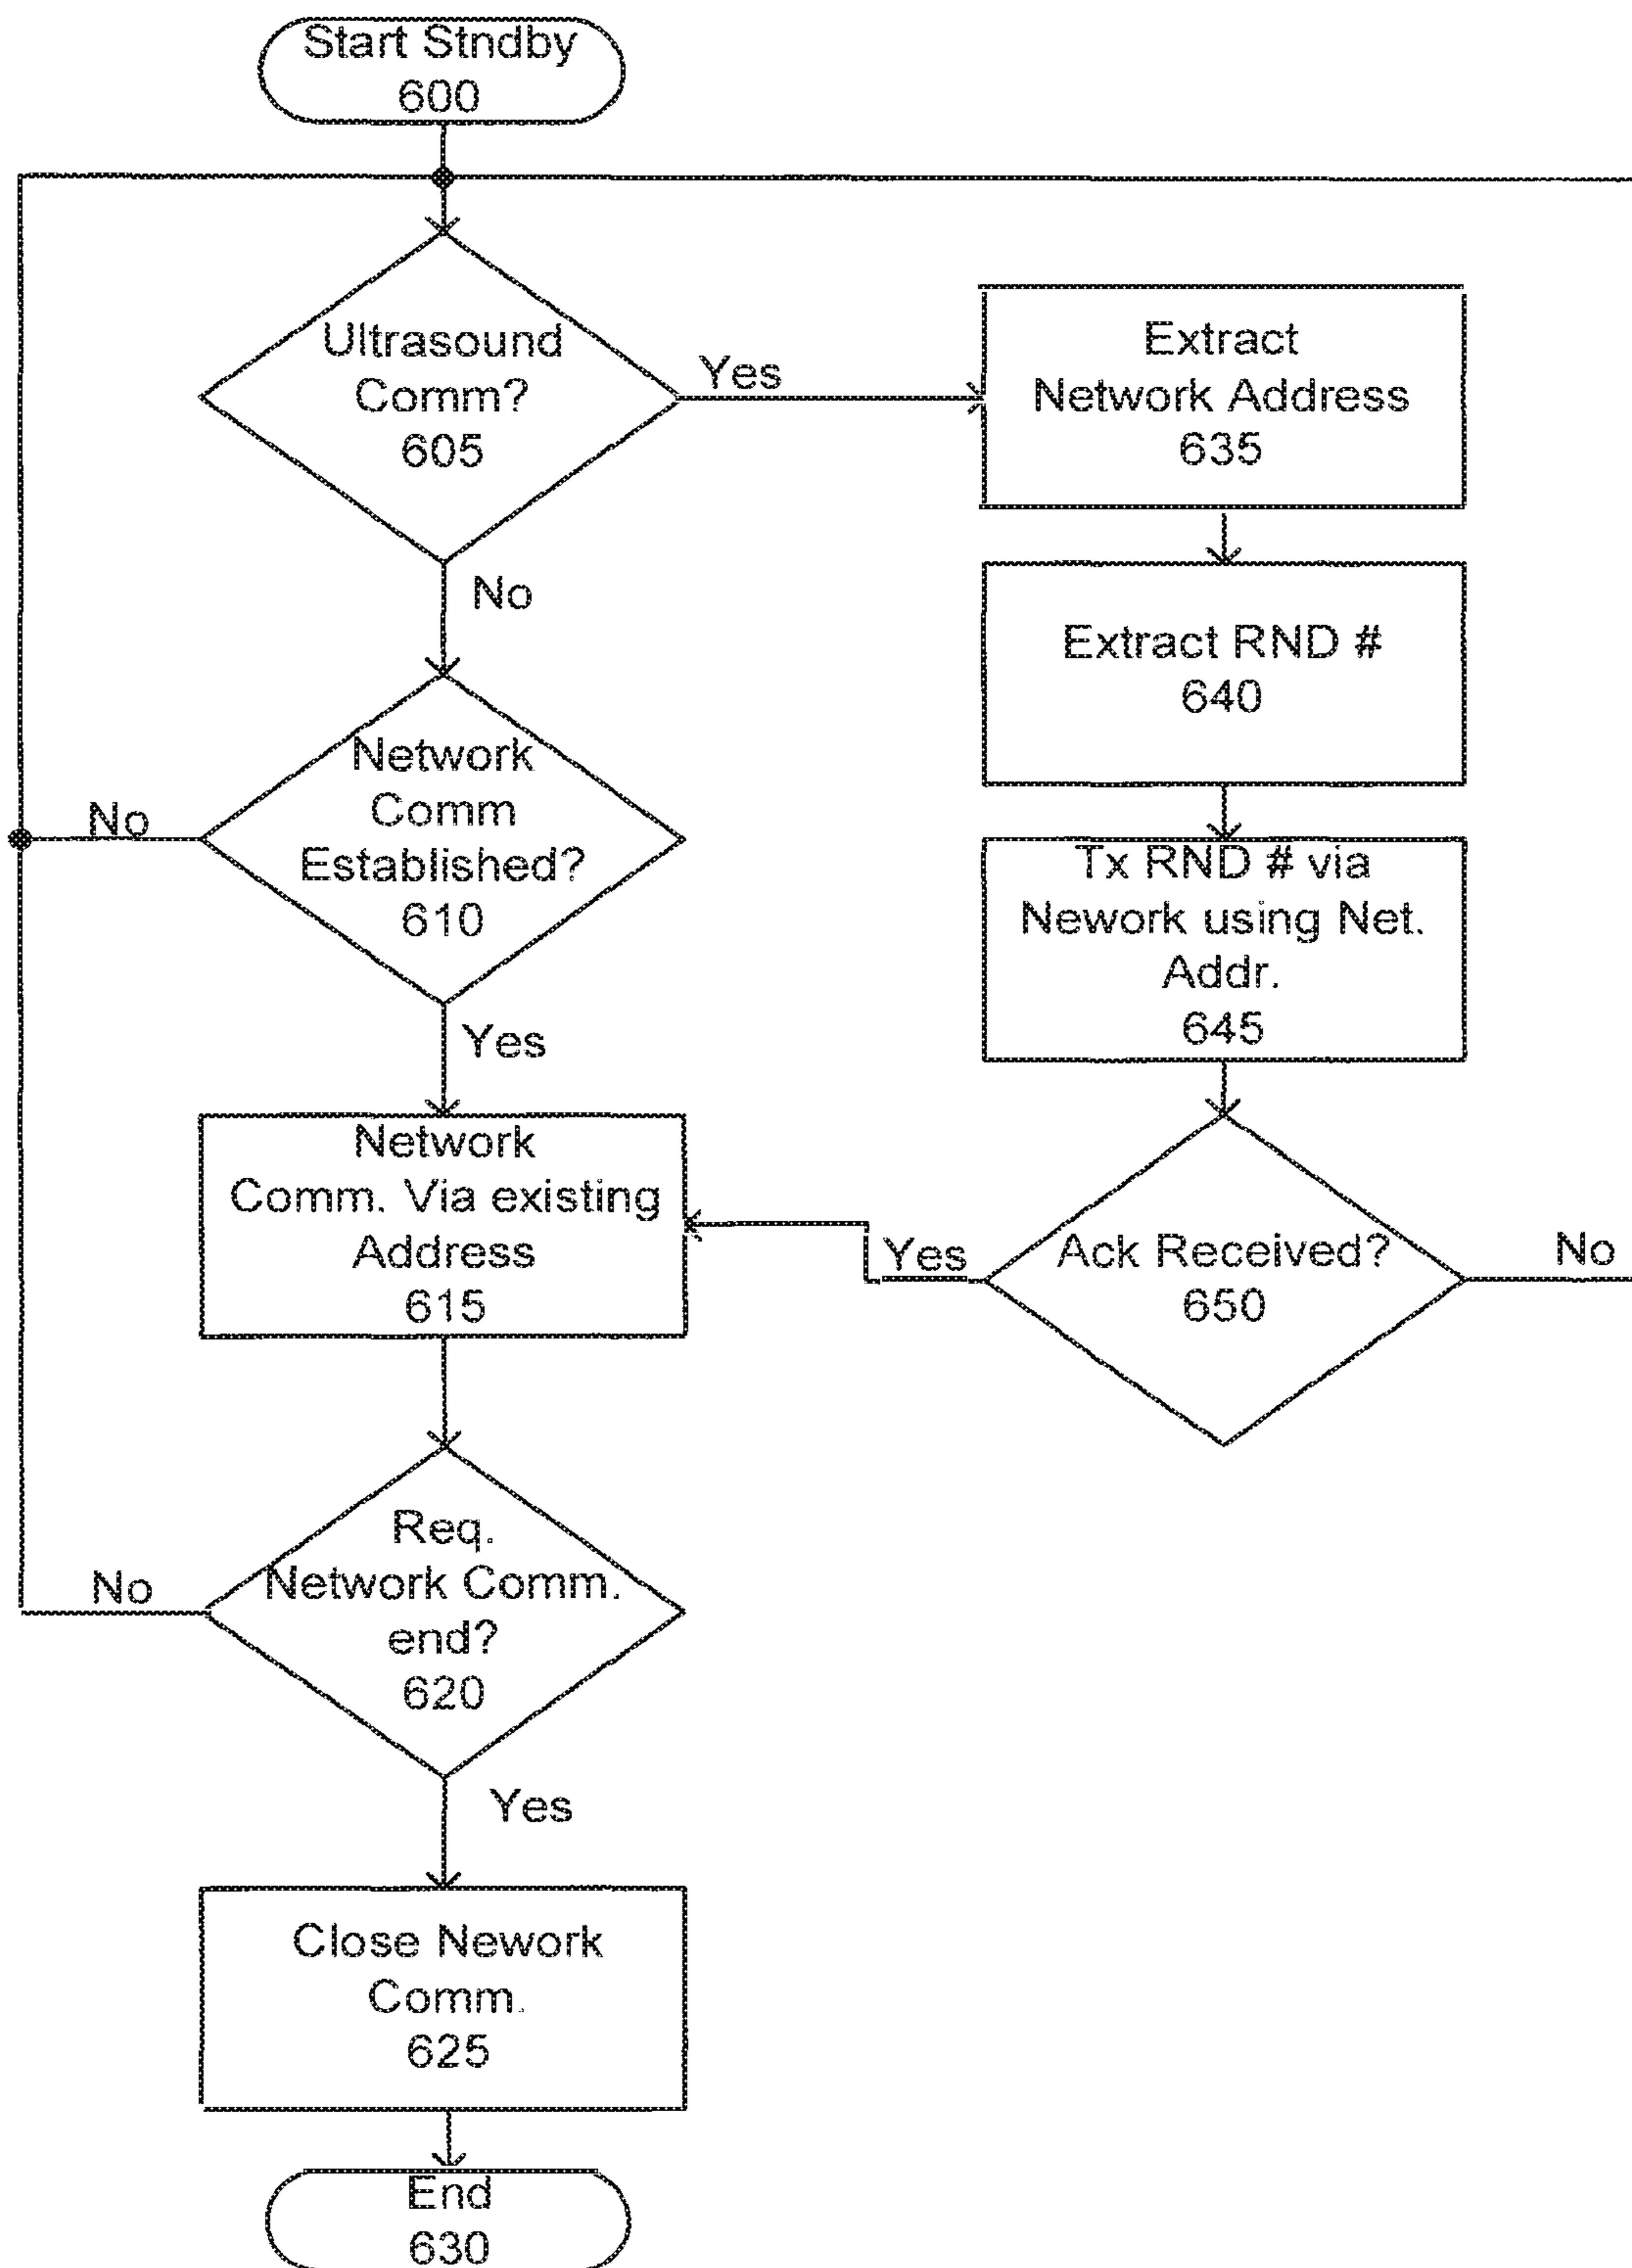 Start Stndby
600
Ultrasound
Comm?
605
Yes
No
Extract
Network Address
635
Extract RND #
640
Network
Comm
Established?
610
No
Yes
Tx RND # via
Nework using Net.
Addr.
645
Network
Comm. Via existing
Address
615
Yes
Ack Received?
650
No
Req.
Network Comm.
end?
620
No
Yes
Close Nework
Comm.
625
End
630